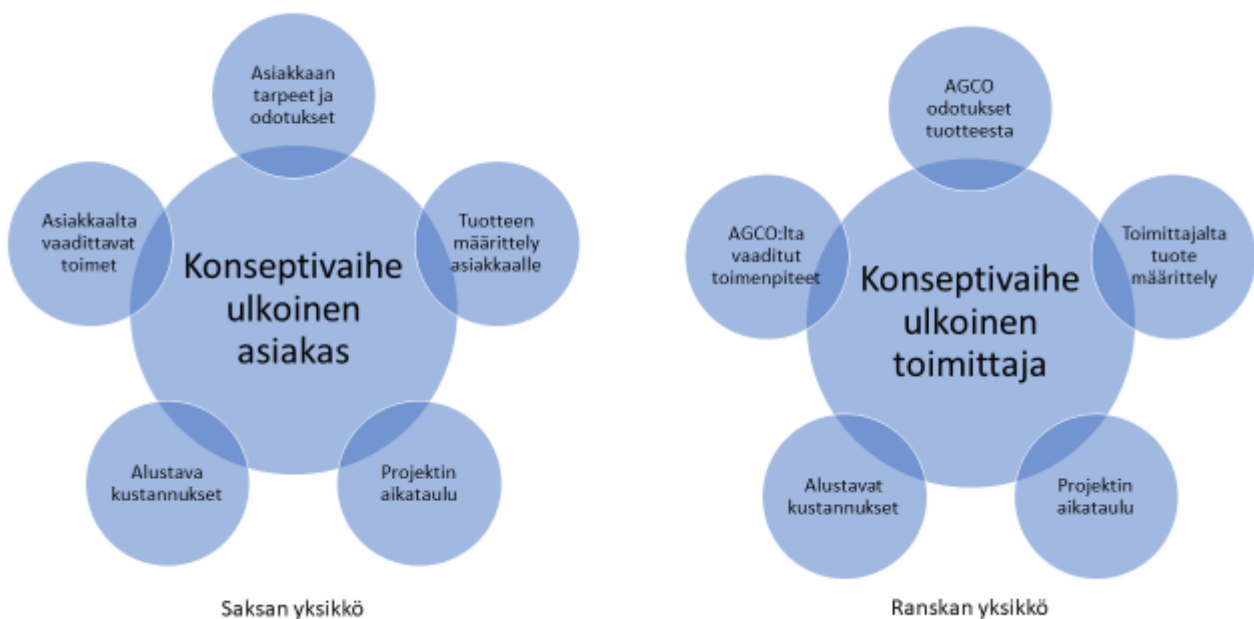 Asiakkaan
tarpeet ja
odotukset
Asiakkaalta
vaadittavat
toimet
Tuotteen
määrittely
asiakkaalle
Konseptivaihe
ulkoinen
asiakas
Alustava
kustannukset
Projektin
aikataulu
Saksan yksikkö
AGCO
odotukset
tuotteesta
AGCO:lta
vaaditut
toimenpiteet
Toimittajalta
tuote
määrittely
Konseptivaihe
ulkoinen
toimittaja
Alustavat
kustannukset
Projektin
aikataulu
Ranskan yksikkö